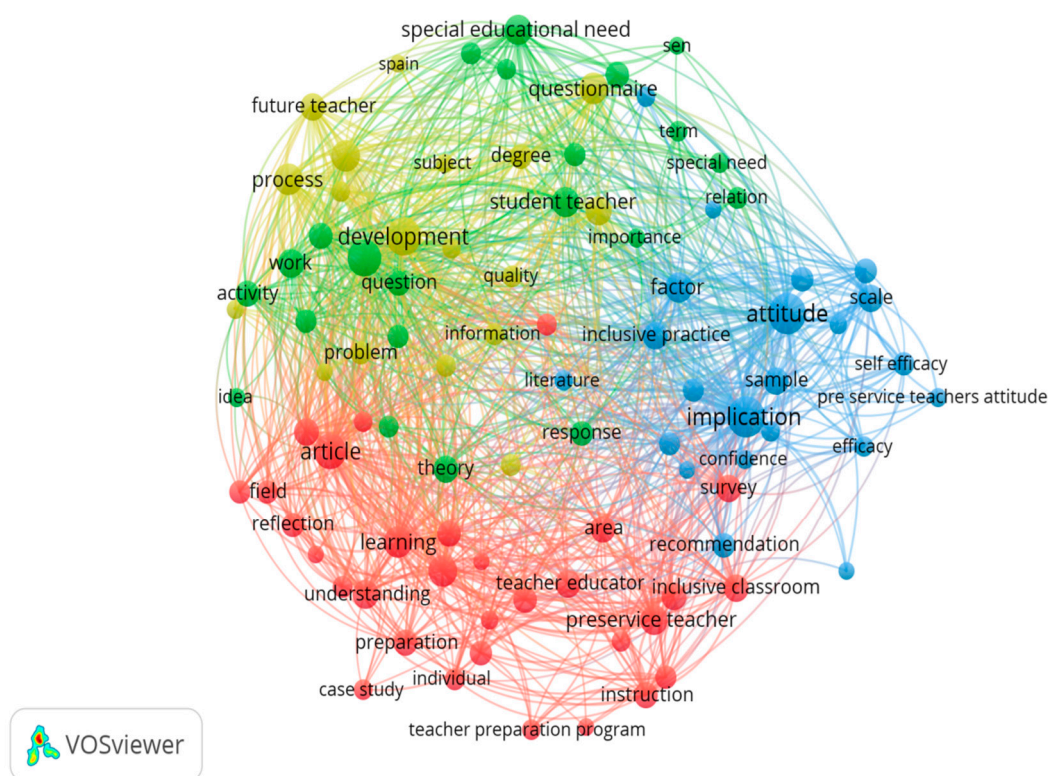 special educational need
sen
spain
questionnaire
future teacher
term
subject
degree
special need
process
student teacher
relation
development
importance
work
question
quality
factor
activity
attitude
scale
information
inclusive practice
problem
self efficacy
literature
sample
idea
pre service teachers attitude
implication
response
article
efficacy
theory
confidence
survey
field
reflection
area
learning
recommendation
teacher educator
inclusive classroom
understanding
preservice teacher
preparation
individual
case study
instruction
teacher preparation program
VOSviewer